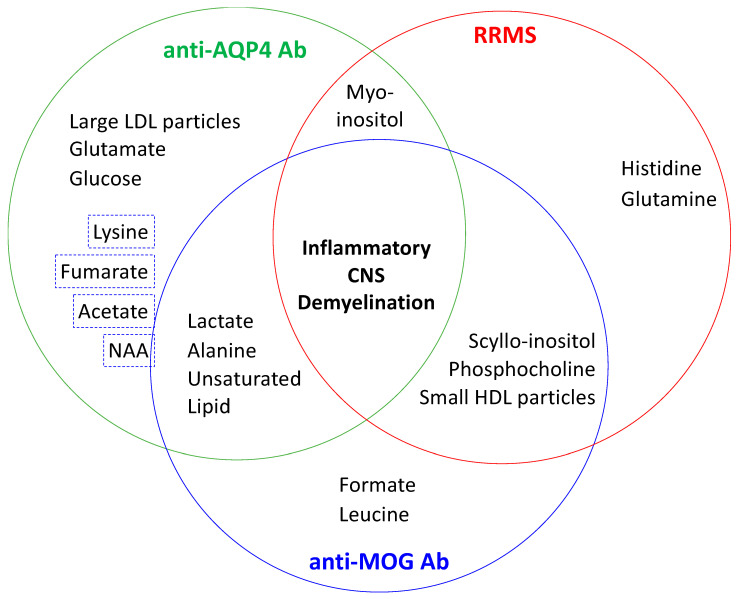 anti-AQP4 Ab
RRMS
Myo-
inositol
Large LDL particles
Glutamate
Glucose
Histidine
Glutamine
Lysine
Fumarate
Acetate
NAA
Inflammatory
CNS
Demyelination
Lactate
Alanine
Unsaturated
Lipid
Scyllo-inositol
Phosphocholine
Small HDL particles
Formate
Leucine
anti-MOG Ab